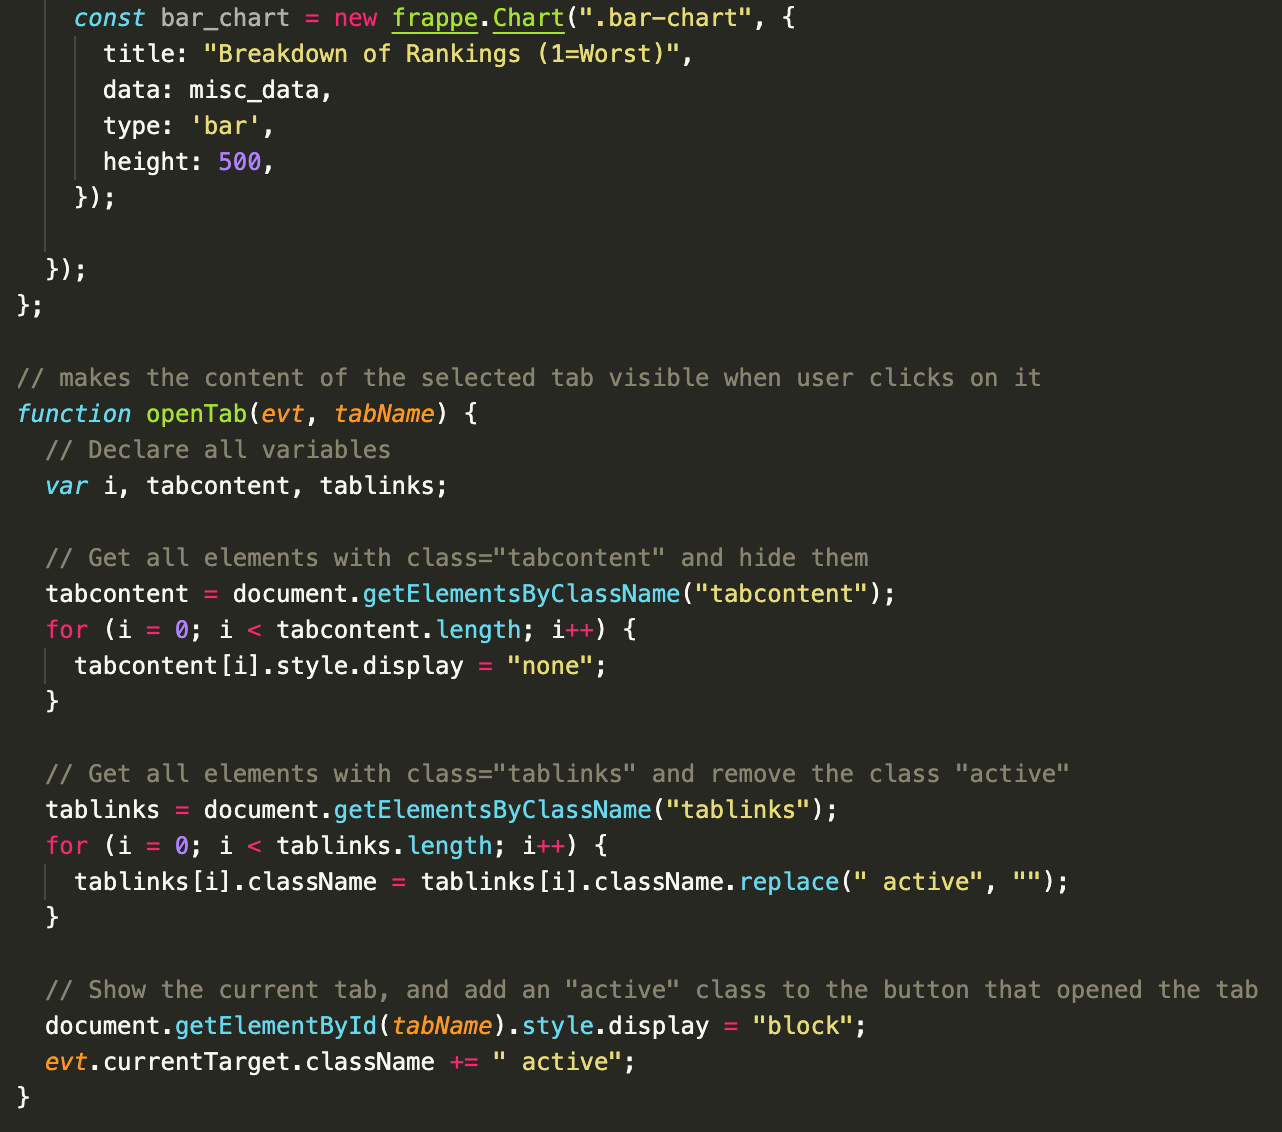 const bar_chart = new frappe.Chart(".bar-chart", {
title: "Breakdown of Rankings (1=Worst)",
data: misc_data,
type: 'bar',
height: 500,
});
});
};
// makes the content of the selected tab visible when user clicks on it
function openTab(evt, tabName) {
// Declare all variables
var i, tabcontent, tablinks;
// Get all elements with class="tabcontent" and hide them
tabcontent = document.getElementsByClassName("tabcontent");
for (i = 0; i < tabcontent.length; i++) {
tabcontent[i].style.display = "none";
}
// Get all elements with class="tablinks" and remove the class "active"
tablinks = document.getElementsByClassName("tablinks");
for (i = 0; i < tablinks.length; i++) {
tablinks[i].className = tablinks[i].className.replace(" active", "");
}
// Show the current tab, and add an "active" class to the button that opened the tab
document.getElementById(tabName).style.display = "block";
evt.currentTarget.className += " active";
}